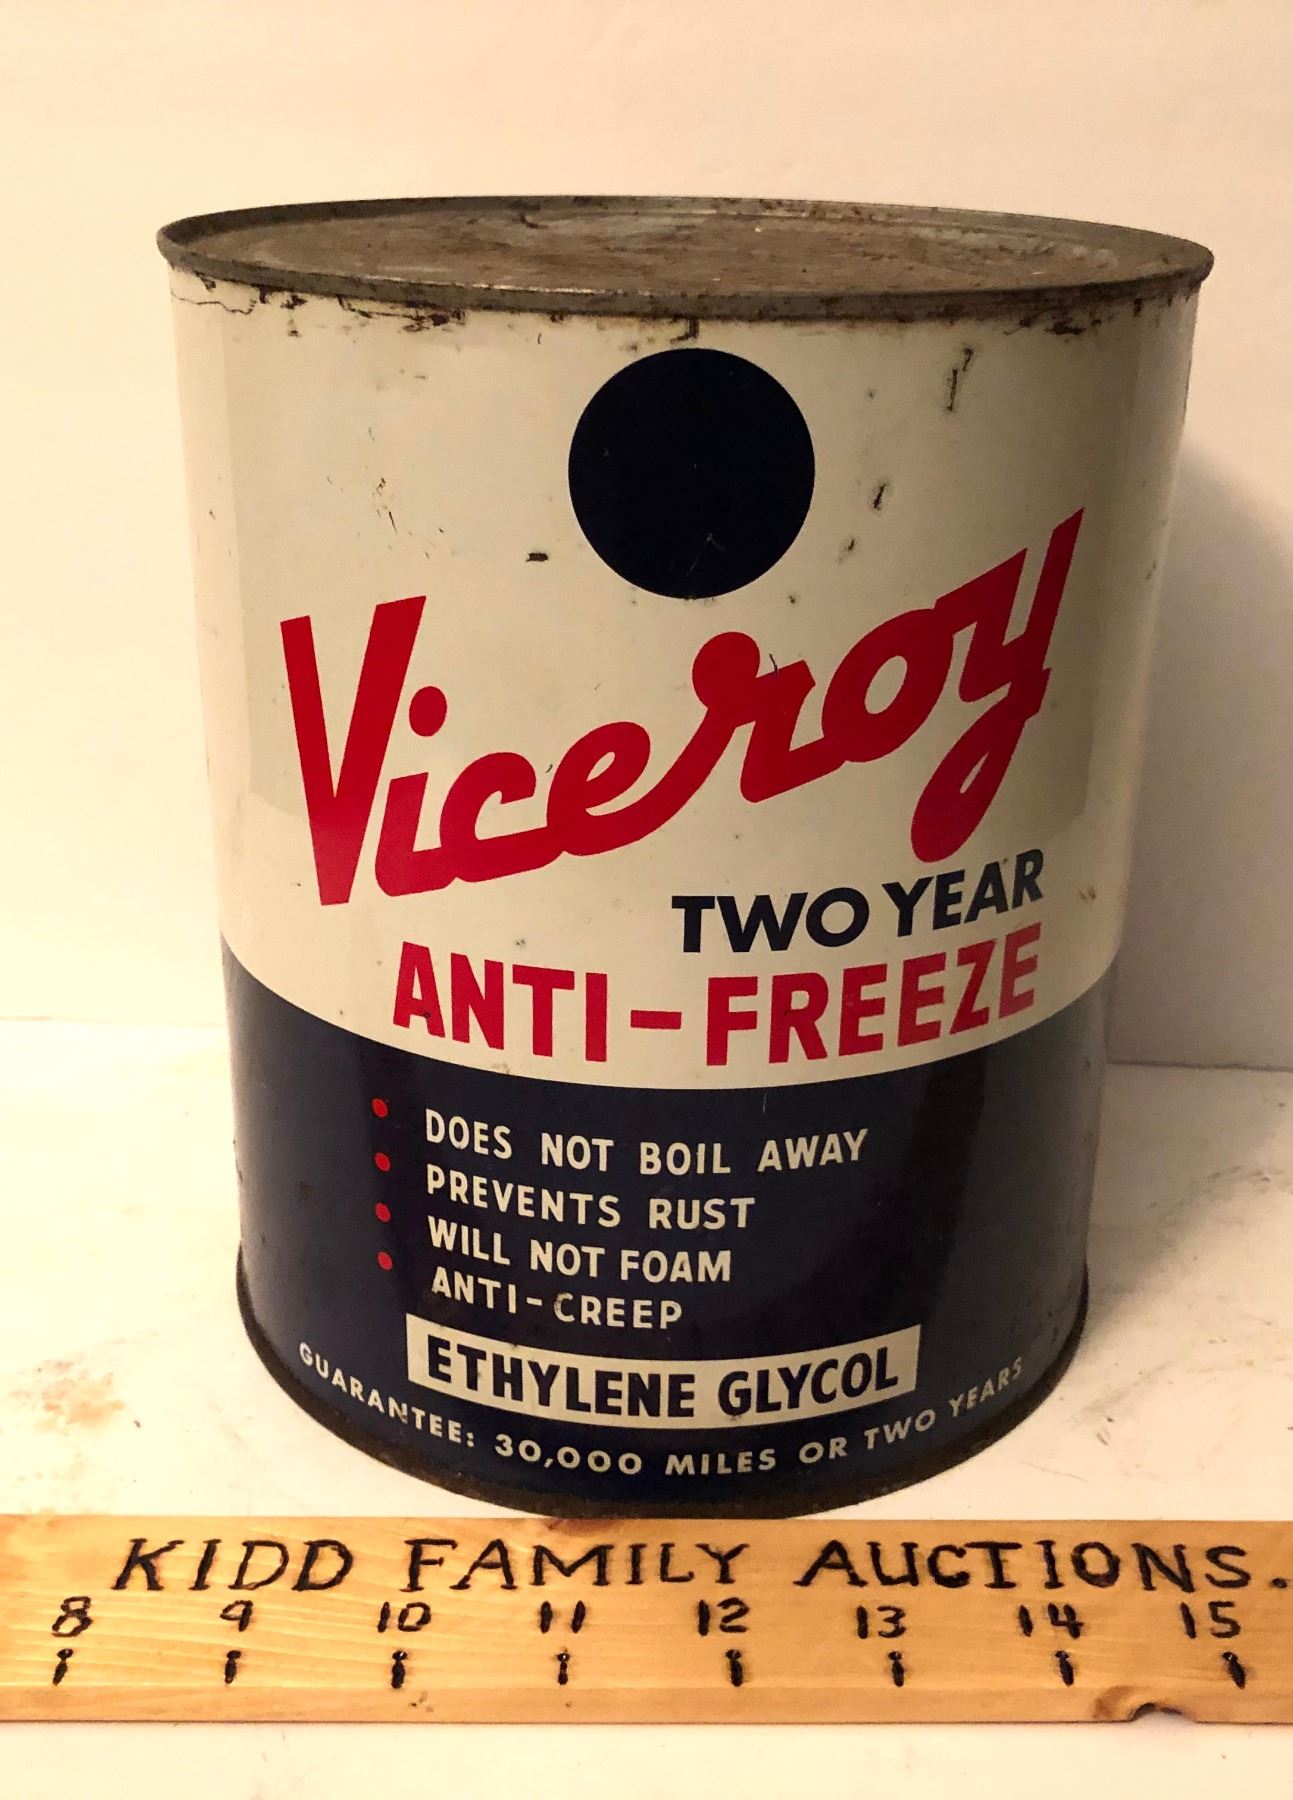 Viceroy
TWO YEAR
ANTI-FREEZE
DOES NOT BOIL AWAY
PREVENTS RUST
WILL NOT FOAM
ANTI-CREEP
ETHYLENE GLYCOL
GUARANTEE: 30,000 MILES OR TWO YEARS
KIDD FAMILY AUCTIONS.
8 9 10 11 12 13 14 15